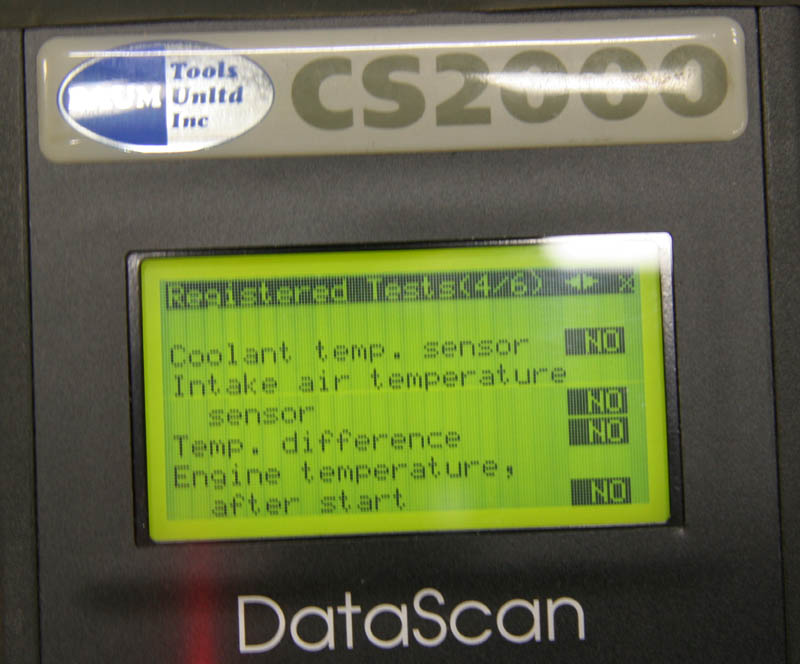 Tools
Unltd
Inc
CS2000
Registered Tests(4/6) ◂▸ X
Coolant temp. sensor NO
Intake air temperature
sensor NO
Temp. difference NO
Engine temperature,
after start NO
DataScan